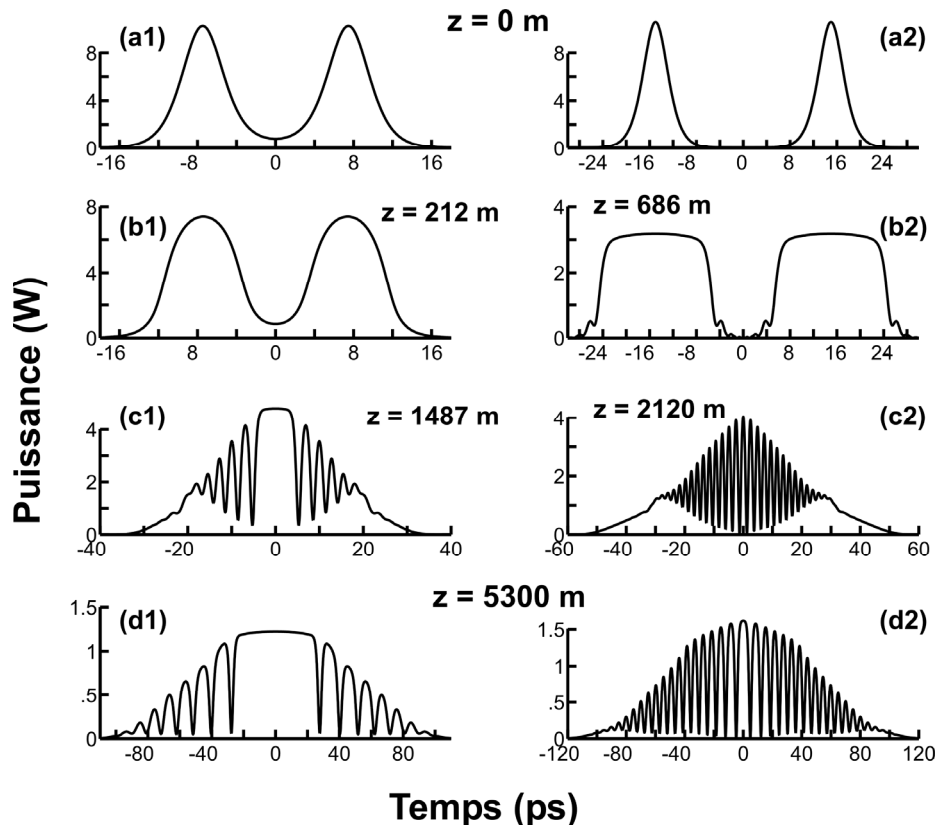 z = 0 m
(a1)
(a2)
8
4
0
-16 -8 0 8 16
8
4
0
-24 -16 -8 0 8 16 24
(b1)
z = 212 m
z = 686 m
(b2)
8
4
0
-16 -8 0 8 16
4
2
0
-24 -16 -8 0 8 16 24
(c1)
z = 1487 m
z = 2120 m
(c2)
4
2
0
-40 -20 0 20 40
4
2
0
-60 -40 -20 0 20 40 60
z = 5300 m
(d1)
(d2)
1.5
1
.5
0
-80 -40 0 40 80
1.5
1
.5
0
-120 -80 -40 0 40 80 120
Puissance (W)
Temps (ps)